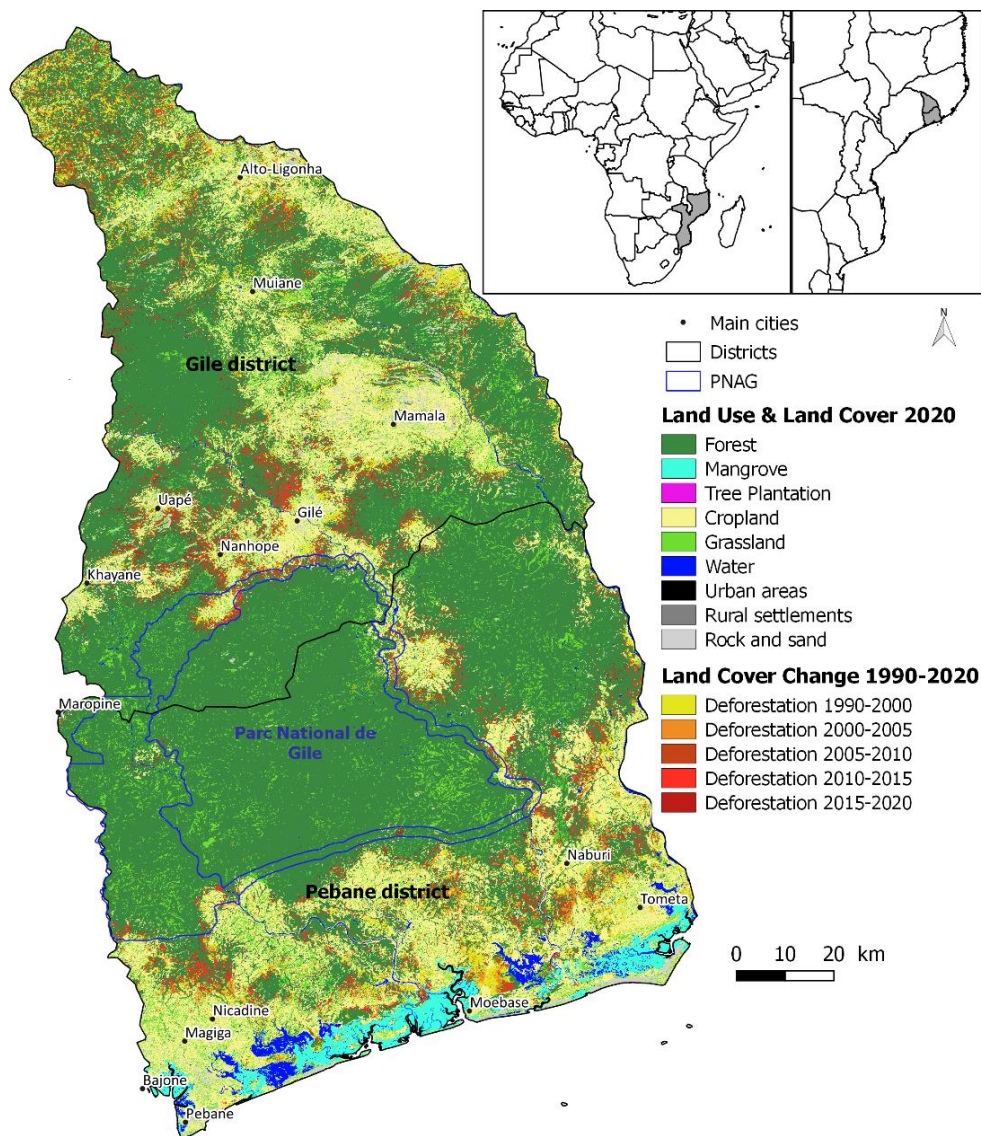 Alto-Ligonha
Muiane
Gile district
Mamala
Uapé
Gilé
Nanhope
Khayane
Maropine
Parc National de
Gile
Naburi
Pebane district
Tometa
Moebase
Nicadine
Magiga
Bajone
Pebane
N
Main cities
Districts
PNAG
Land Use & Land Cover 2020
Forest
Mangrove
Tree Plantation
Cropland
Grassland
Water
Urban areas
Rural settlements
Rock and sand
Land Cover Change 1990-2020
Deforestation 1990-2000
Deforestation 2000-2005
Deforestation 2005-2010
Deforestation 2010-2015
Deforestation 2015-2020
0 10 20 km